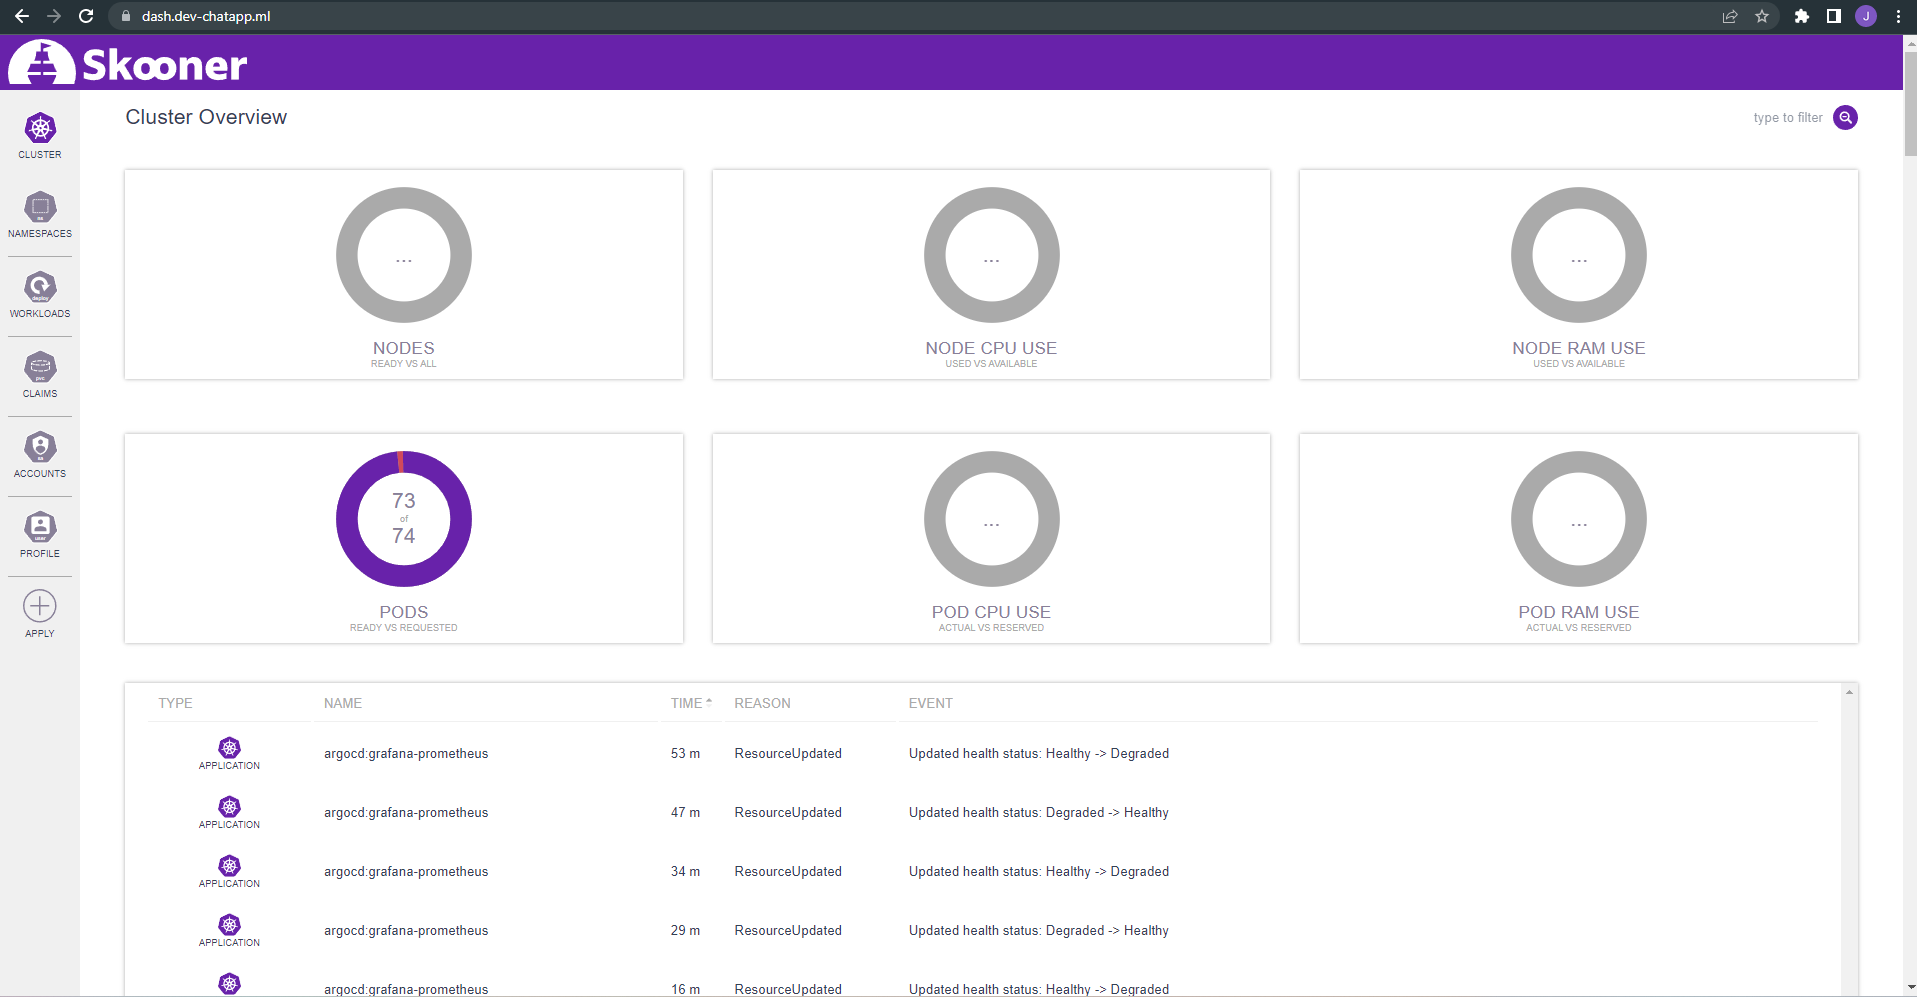 dash.dev-chatapp.ml
J
Skooner
Cluster Overview
type to filter
CLUSTER
NAMESPACES
deploy
WORKLOADS
pvc
CLAIMS
ACCOUNTS
user
PROFILE
APPLY
...
NODES
READY VS ALL
...
NODE CPU USE
USED VS AVAILABLE
...
NODE RAM USE
USED VS AVAILABLE
73
of
74
PODS
READY VS REQUESTED
...
POD CPU USE
ACTUAL VS RESERVED
...
POD RAM USE
ACTUAL VS RESERVED
TYPE NAME TIME REASON EVENT
APPLICATION argocd:grafana-prometheus 53 m ResourceUpdated Updated health status: Healthy -> Degraded
APPLICATION argocd:grafana-prometheus 47 m ResourceUpdated Updated health status: Degraded -> Healthy
APPLICATION argocd:grafana-prometheus 34 m ResourceUpdated Updated health status: Healthy -> Degraded
APPLICATION argocd:grafana-prometheus 29 m ResourceUpdated Updated health status: Degraded -> Healthy
argocd:grafana-prometheus 16 m ResourceUpdated Updated health status: Healthy -> Degraded